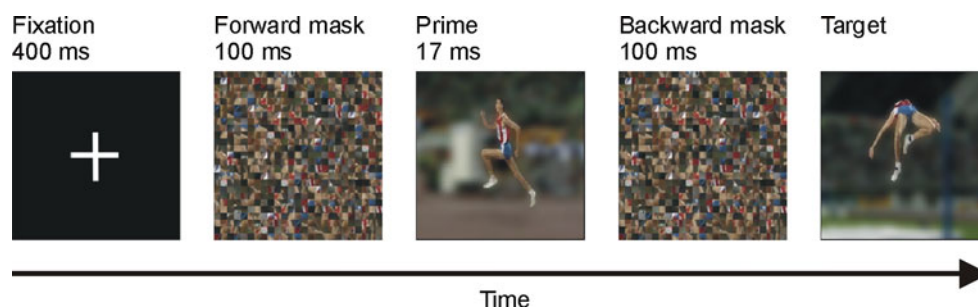 Fixation
400 ms
Forward mask
100 ms
Prime
17 ms
Backward mask
100 ms
Target
Time